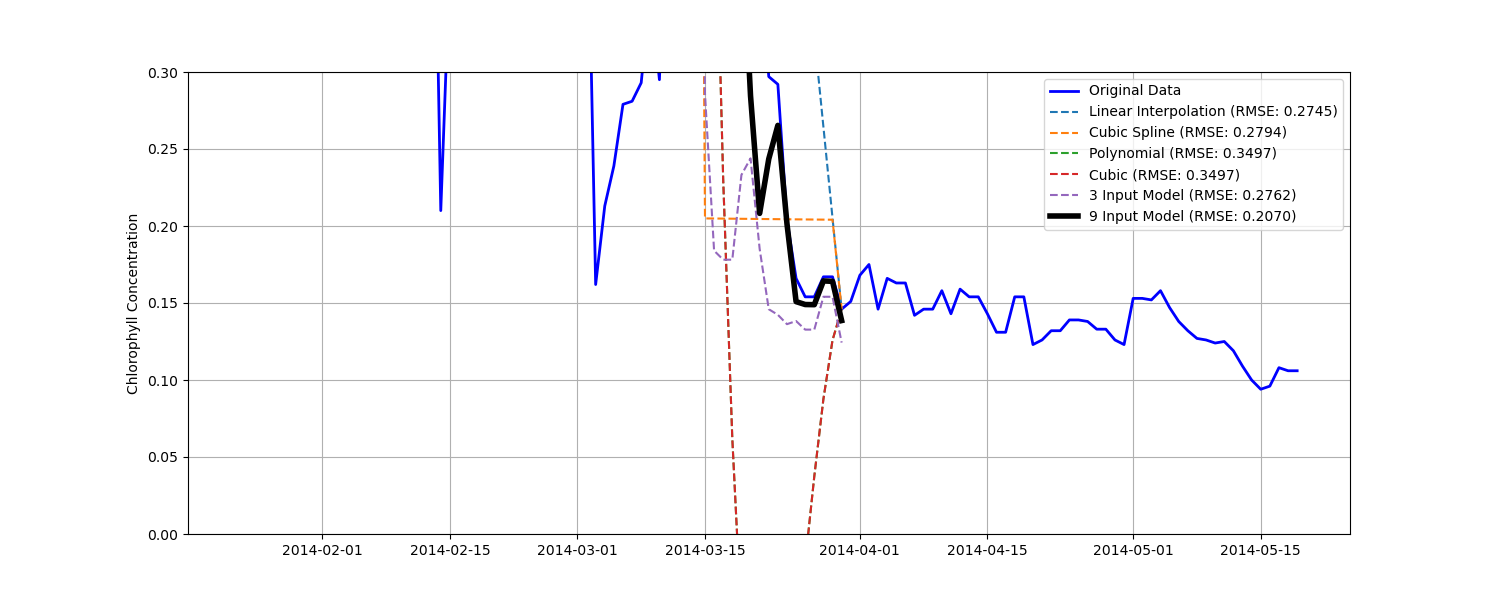 0.30
0.25
0.20
0.15
0.10
0.05
0.00
Chlorophyll Concentration
2014-02-01 2014-02-15 2014-03-01 2014-03-15 2014-04-01 2014-04-15 2014-05-01 2014-05-15
Original Data
Linear Interpolation (RMSE: 0.2745)
Cubic Spline (RMSE: 0.2794)
Polynomial (RMSE: 0.3497)
Cubic (RMSE: 0.3497)
3 Input Model (RMSE: 0.2762)
9 Input Model (RMSE: 0.2070)